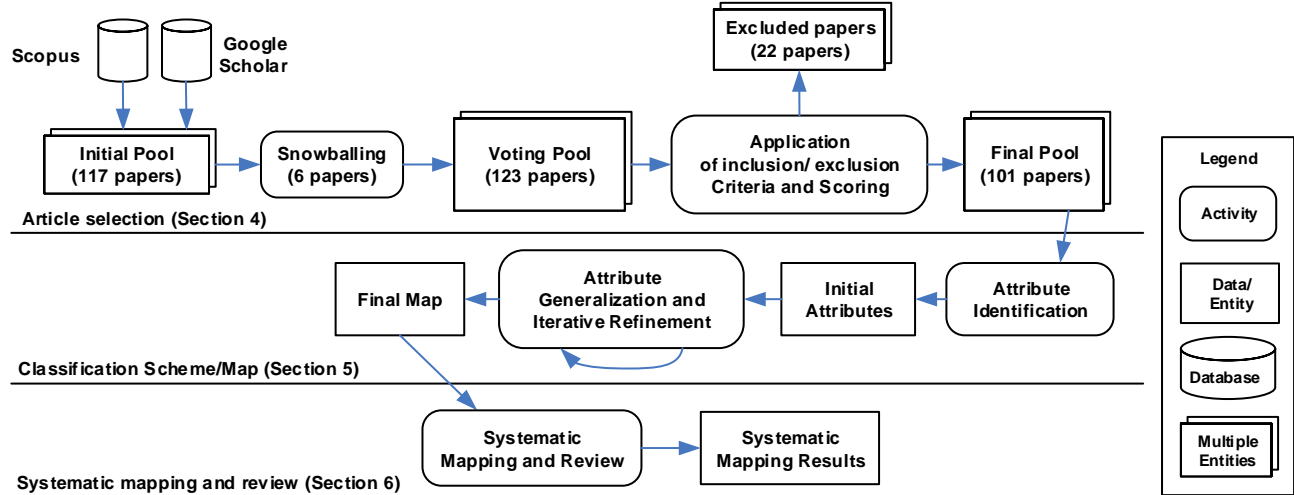 Scopus
Google
Scholar
Excluded papers
(22 papers)
Initial Pool
(117 papers)
Snowballing
(6 papers)
Voting Pool
(123 papers)
Application
of inclusion/ exclusion
Criteria and Scoring
Final Pool
(101 papers)
Article selection (Section 4)
Final Map
Attribute
Generalization and
Iterative Refinement
Initial
Attributes
Attribute
Identification
Classification Scheme/Map (Section 5)
Systematic
Mapping and Review
Systematic
Mapping Results
Systematic mapping and review (Section 6)
Legend
Activity
Data/
Entity
Database
Multiple
Entities